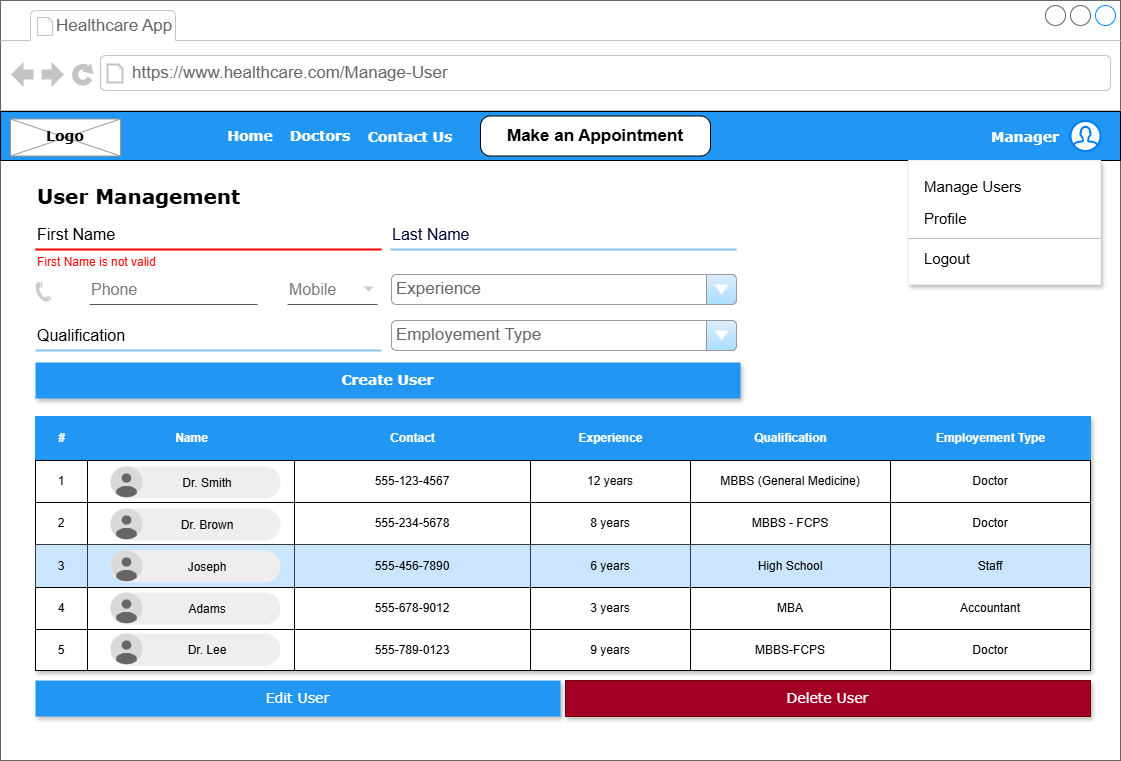 Healthcare App
https://www.healthcare.com/Manage-User
Logo Home Doctors Contact Us Make an Appointment Manager
Manage Users
Profile
Logout
User Management
First Name Last Name
First Name is not valid
Phone Mobile Experience
Qualification Employement Type
Create User
# Name Contact Experience Qualification Employement Type
1 Dr. Smith 555-123-4567 12 years MBBS (General Medicine) Doctor
2 Dr. Brown 555-234-5678 8 years MBBS - FCPS Doctor
3 Joseph 555-456-7890 6 years High School Staff
4 Adams 555-678-9012 3 years MBA Accountant
5 Dr. Lee 555-789-0123 9 years MBBS-FCPS Doctor
Edit User Delete User